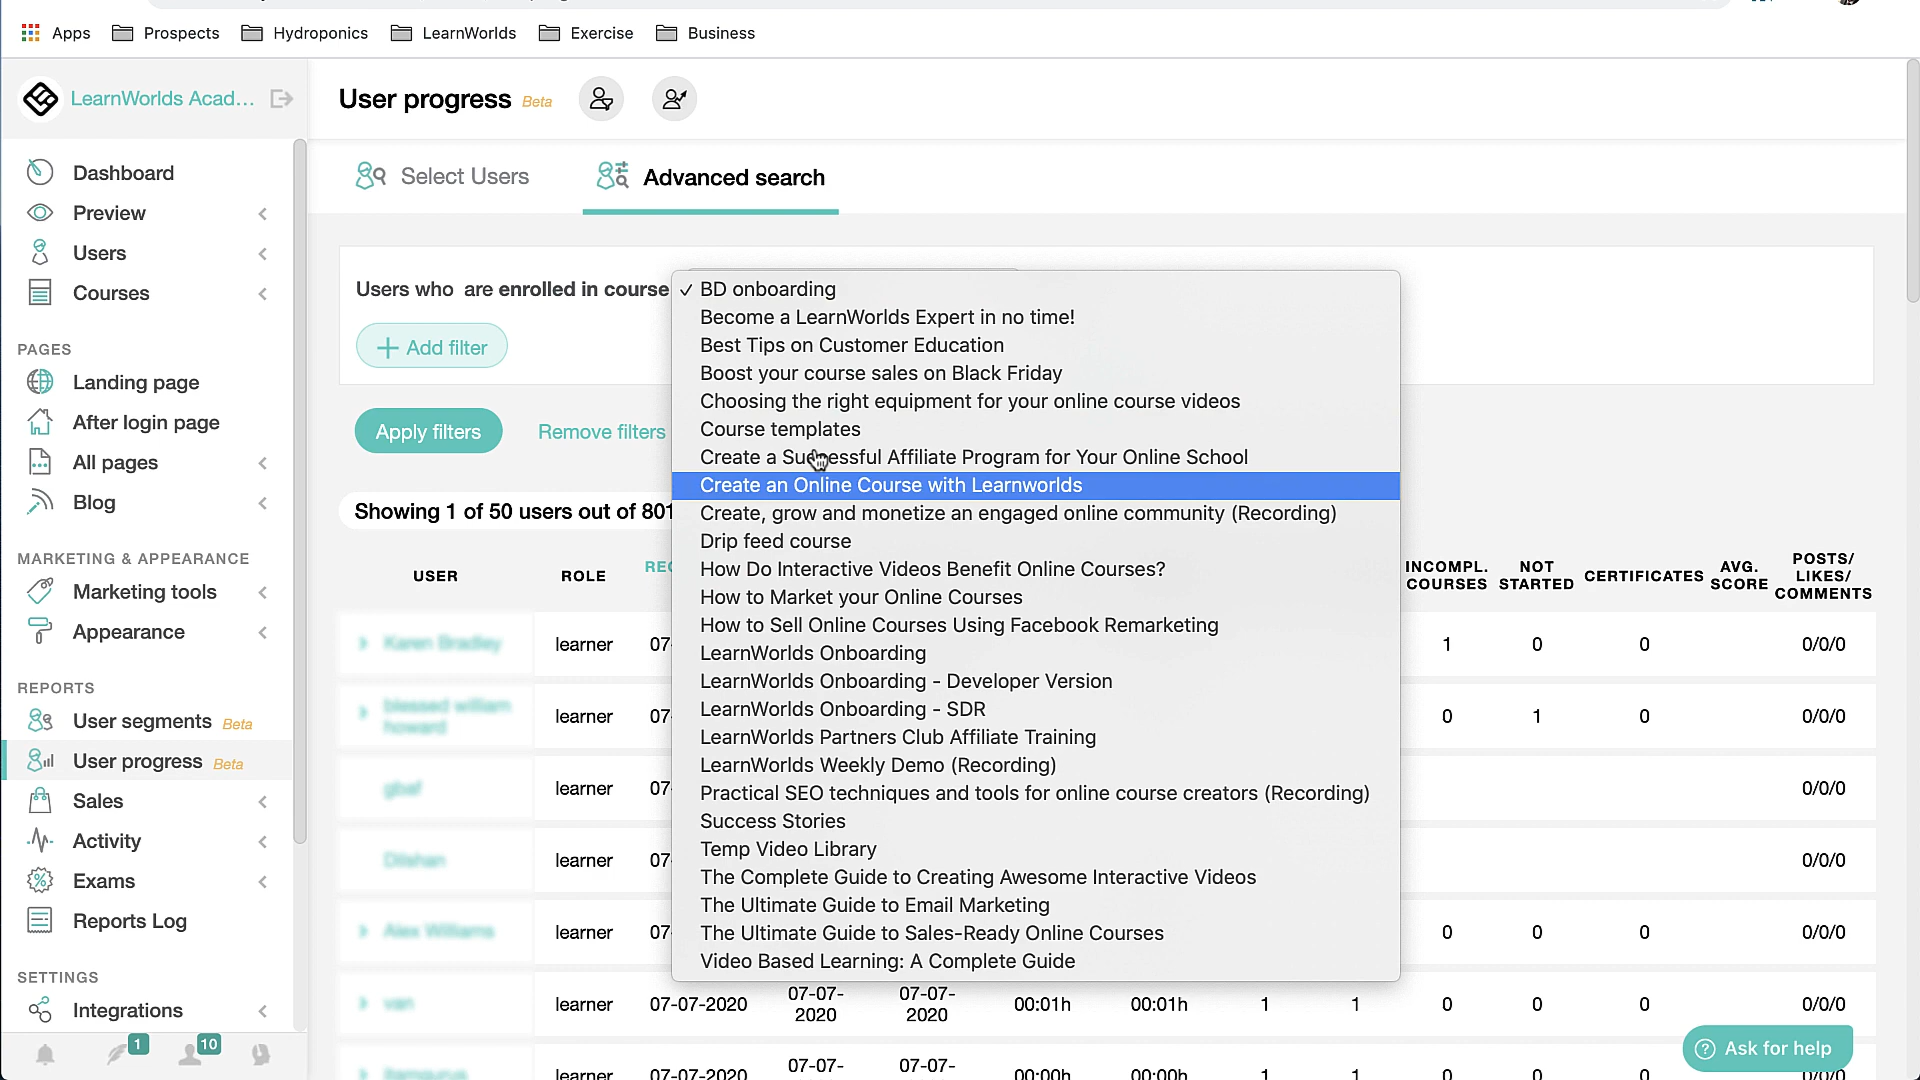 Apps
Prospects
Hydroponics
LearnWorlds
Exercise
Business
LearnWorlds Acad...
User progress Beta
Dashboard
Preview
Users
Courses
PAGES
Landing page
After login page
All pages
Blog
MARKETING & APPEARANCE
Marketing tools
Appearance
REPORTS
User segments Beta
User progress Beta
Sales
Activity
Exams
Reports Log
SETTINGS
Integrations
1
10
Select Users
Advanced search
Users who are enrolled in course
Add filter
Apply filters
Remove filters
✓ BD onboarding
Become a LearnWorlds Expert in no time!
Best Tips on Customer Education
Boost your course sales on Black Friday
Choosing the right equipment for your online course videos
Course templates
Create a Successful Affiliate Program for Your Online School
Create an Online Course with Learnworlds
Create, grow and monetize an engaged online community (Recording)
Drip feed course
How Do Interactive Videos Benefit Online Courses?
How to Market your Online Courses
How to Sell Online Courses Using Facebook Remarketing
LearnWorlds Onboarding
LearnWorlds Onboarding - Developer Version
LearnWorlds Onboarding - SDR
LearnWorlds Partners Club Affiliate Training
LearnWorlds Weekly Demo (Recording)
Practical SEO techniques and tools for online course creators (Recording)
Success Stories
Temp Video Library
The Complete Guide to Creating Awesome Interactive Videos
The Ultimate Guide to Email Marketing
The Ultimate Guide to Sales-Ready Online Courses
Video Based Learning: A Complete Guide
Showing 1 of 50 users out of 801
USER ROLE REG INCOMPL. COURSES NOT STARTED CERTIFICATES AVG. SCORE POSTS/ LIKES/ COMMENTS
Karen Bradley learner 07- 1 0 0 0/0/0
blessed william howard learner 07- 0 1 0 0/0/0
learner 07- 0/0/0
learner 07- 0/0/0
Alex Williams learner 07- 0 0 0 0/0/0
van learner 07-07-2020 07-07-2020 07-07-2020 00:01h 00:01h 1 1 0 0 0 0/0/0
learner 07-07-2020 07-07- 07-07- 00:00h 00:00h 1 1 0 0 0 0/0/0
Ask for help